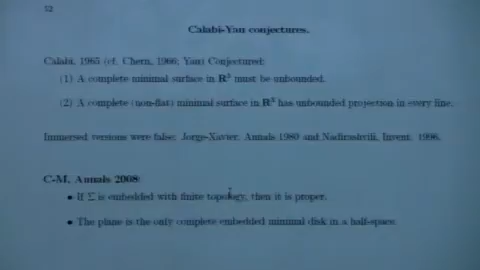 52
Calabi-Yau conjectures.
Calabi, 1965 (cf. Chern, 1966; Yau) Conjectured:
(1) A complete minimal surface in R³ must be unbounded.
(2) A complete (non-flat) minimal surface in R³ has unbounded projection in every line.
Immersed versions were false: Jorge-Xavier, Annals 1980 and Nadirashvili, Invent. 1996.
C-M, Annals 2008:
• If Σ is embedded with finite topology, then it is proper.
• The plane is the only complete embedded minimal disk in a half-space.